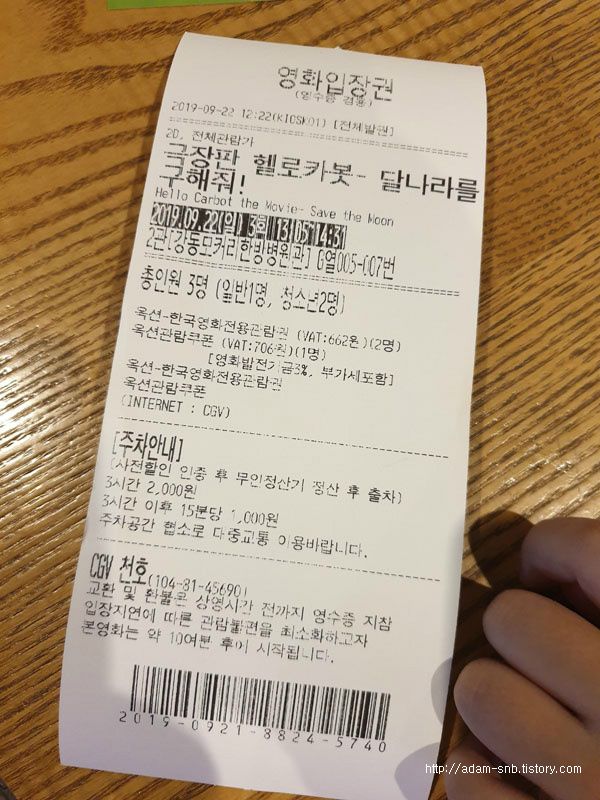 영화입장권
(영수증 겸용)
2019-09-22 12:22(KIOSK01) [전체발권]
2D, 전체관람가
극장판 헬로카봇- 달나라를
구해줘!
Hello Carbot the Movie- Save the Moon
2019.09.22(일) 3회 13:05-14:31
2관[강동모커리한방병원관] G열005-007번
총인원 3명 (일반1명, 청소년2명)
옥션-한국영화전용관람권 (VAT:662원)(2명)
옥션관람쿠폰 (VAT:706원)(1명)
[영화발전기금3%, 부가세포함]
옥션-한국영화전용관람권
옥션관람쿠폰
(INTERNET : CGV)
[주차안내]
(사전할인 인증 후 무인정산기 정산 후 출차)
3시간 2,000원
3시간 이후 15분당 1,000원
주차공간 협소로 대중교통 이용바랍니다.
CGV 천호(104-81-45690)
교환 및 환불은 상영시간 전까지 영수증 지참
입장지연에 따른 관람불편을 최소화하고자
본영화는 약 10여분 후에 시작됩니다.
2019-0921-8824-5740
http://adam-snb.tistory.com